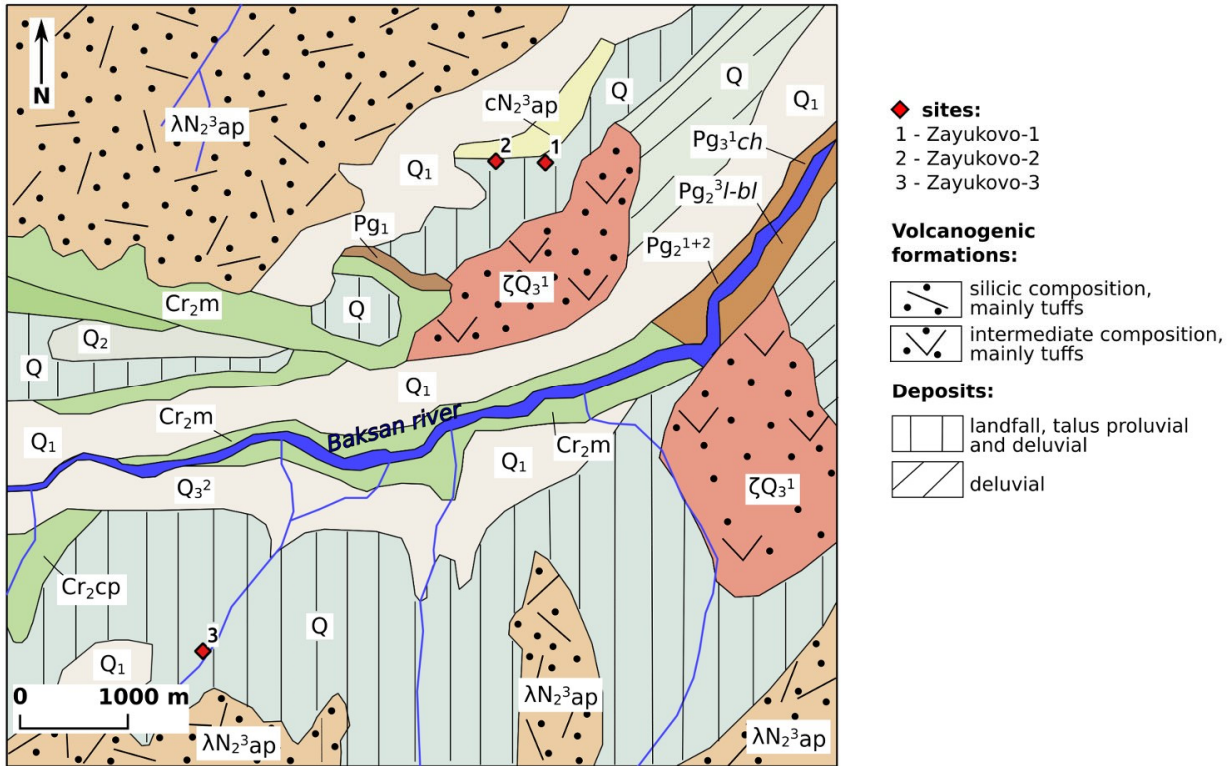 N
λN₂³ap
cN₂³ap
2
1
Q
Q
Q₁
Pg₃¹ch
Pg₂³l-bl
Q₁
Pg₁
Pg₂¹⁺²
Cr₂m
ζQ₃¹
Q
Q₂
Q
Q₁
Cr₂m
Baksan river
Q₁
Cr₂m
Q₁
Q₃²
ζQ₃¹
Cr₂cp
Q
3
Q₁
0 1000 m
λN₂³ap
λN₂³ap
λN₂³ap
sites:
1 - Zayukovo-1
2 - Zayukovo-2
3 - Zayukovo-3
Volcanogenic
formations:
silicic composition,
mainly tuffs
intermediate composition,
mainly tuffs
Deposits:
landfall, talus proluvial
and deluvial
deluvial